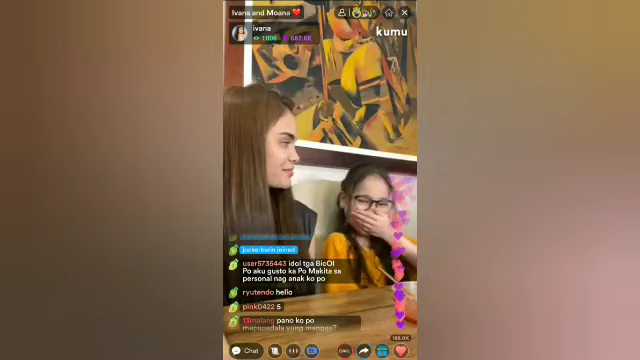 Ivana and Moana ❤️
ivana
1008 687.6K
kumu
jocke-barin joined
user5735443 idol tga BicOl
Po aku gusto ka Po Makita sa
personal nag anak ko po
ryutendo hello
pink0422 5
13malang pano ko po
mapapadala yung mangga?
188.0K
Chat